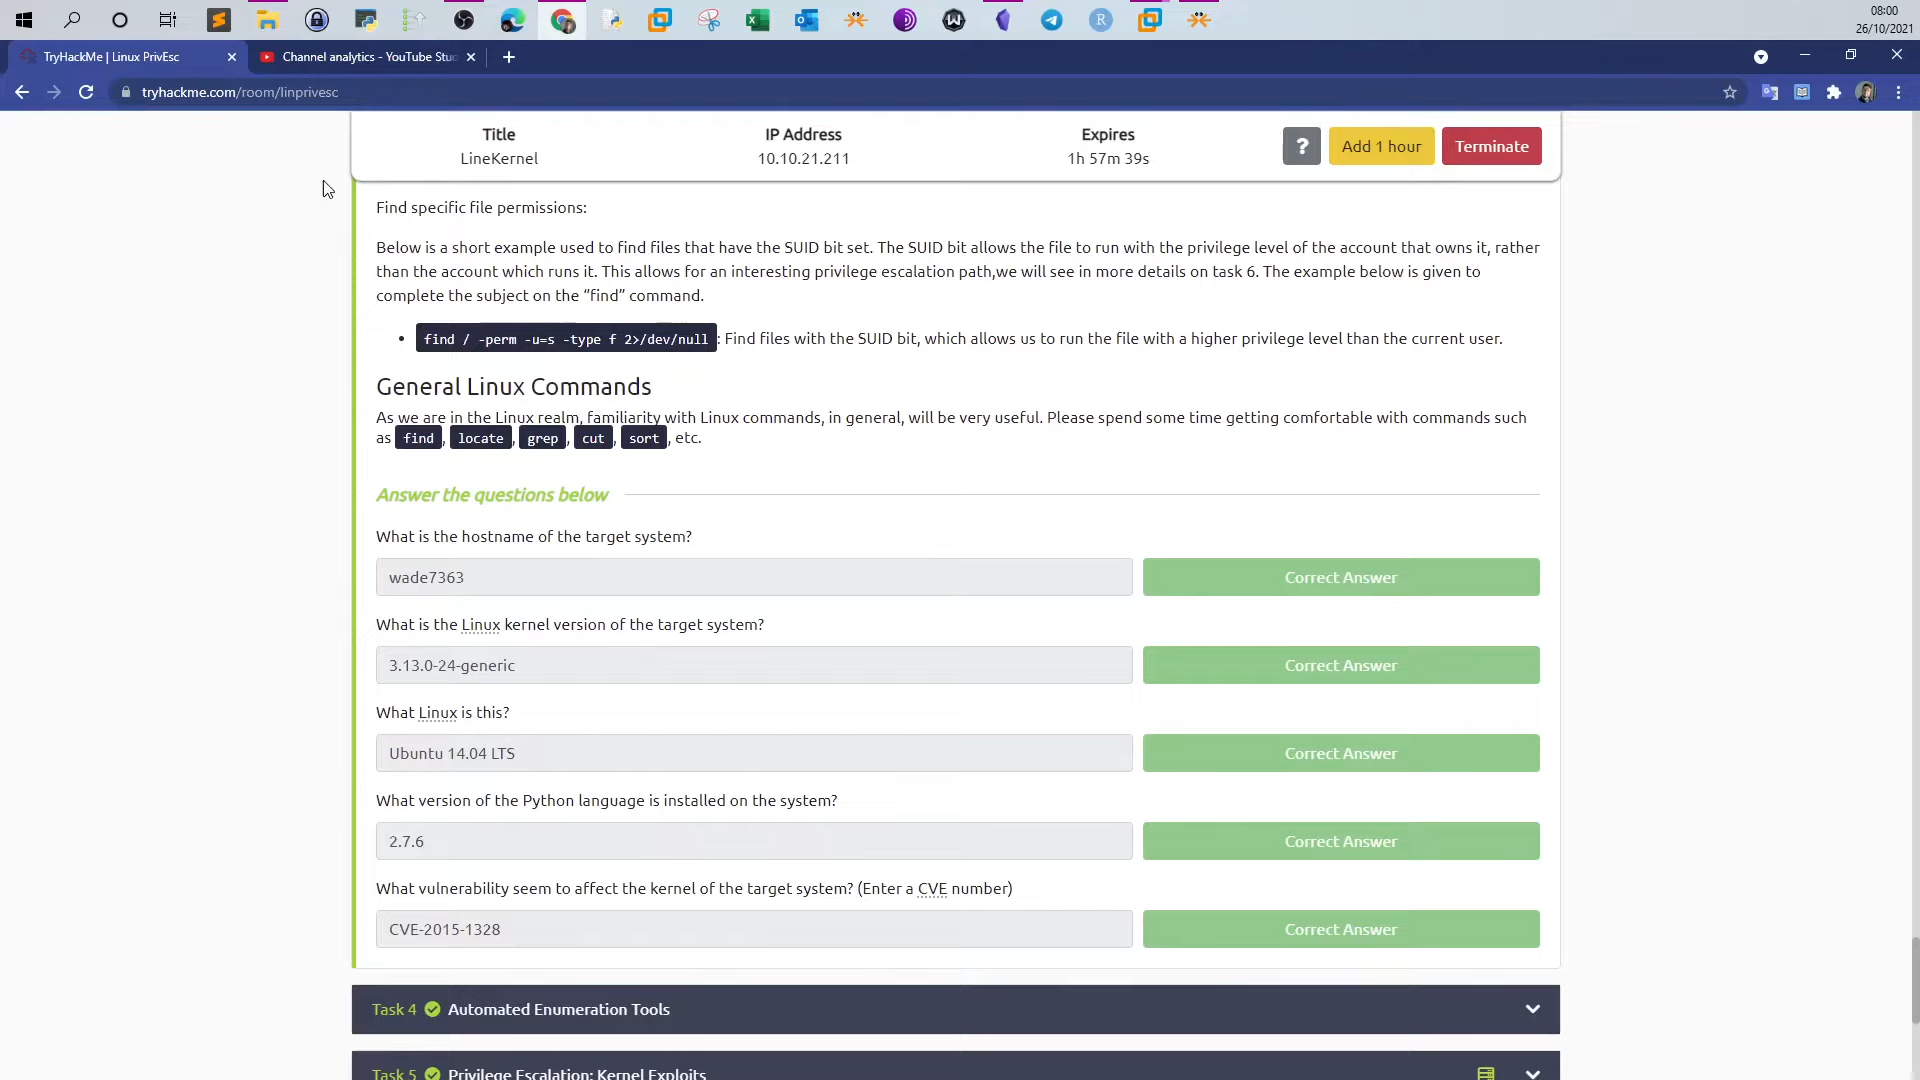 08:00
26/10/2021
TryHackMe | Linux PrivEsc
Channel analytics - YouTube Stud
tryhackme.com/room/linprivesc
Title
IP Address
Expires
LineKernel
10.10.21.211
1h 57m 39s
?
Add 1 hour
Terminate
Find specific file permissions:
Below is a short example used to find files that have the SUID bit set. The SUID bit allows the file to run with the privilege level of the account that owns it, rather
than the account which runs it. This allows for an interesting privilege escalation path,we will see in more details on task 6. The example below is given to
complete the subject on the “find” command.
• find / -perm -u=s -type f 2>/dev/null : Find files with the SUID bit, which allows us to run the file with a higher privilege level than the current user.
General Linux Commands
As we are in the Linux realm, familiarity with Linux commands, in general, will be very useful. Please spend some time getting comfortable with commands such
as find , locate , grep , cut , sort , etc.
Answer the questions below
What is the hostname of the target system?
wade7363
Correct Answer
What is the Linux kernel version of the target system?
3.13.0-24-generic
Correct Answer
What Linux is this?
Ubuntu 14.04 LTS
Correct Answer
What version of the Python language is installed on the system?
2.7.6
Correct Answer
What vulnerability seem to affect the kernel of the target system? (Enter a CVE number)
CVE-2015-1328
Correct Answer
Task 4 Automated Enumeration Tools
Task 5 Privilege Escalation: Kernel Exploits